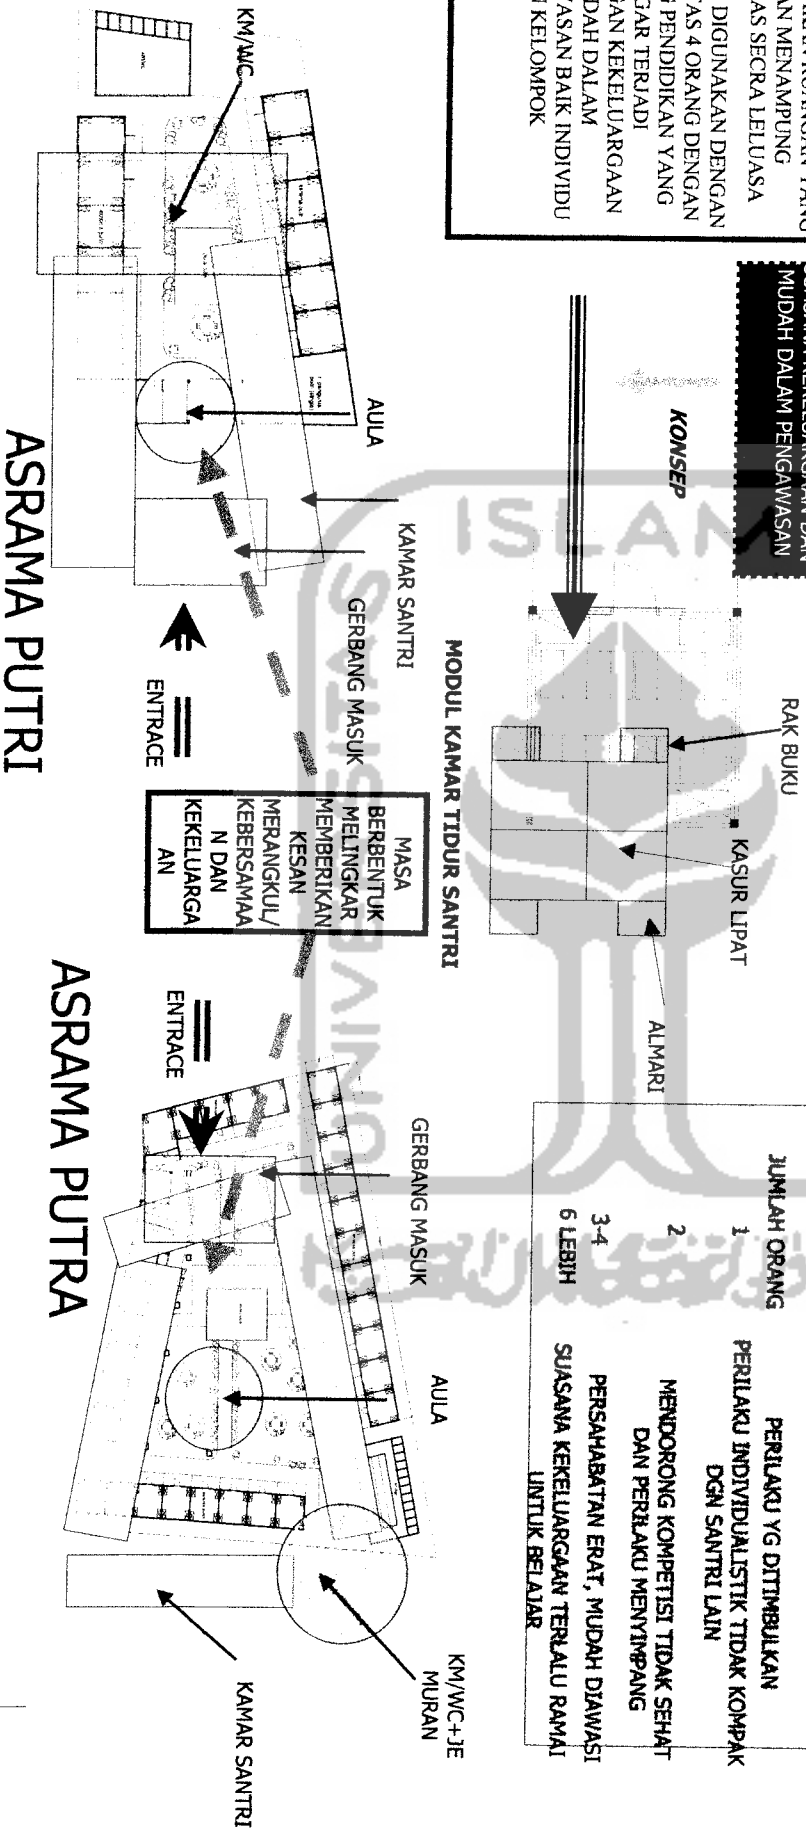 AN MENAMPUNG
AS SECRA LELUASA
DIGUNAKAN DENGAN
AS 4 ORANG DENGAN
PENDIDIKAN YANG
GAR TERJADI
GAN KEKELUARGAAN
DAH DALAM
WASAN BAIK INDIVIDU
N KELOMPOK
MUDAH DALAM PENGAWASAN
KONSEP
RAK BUKU
KASUR LIPAT
ALMARI
MODUL KAMAR TIDUR SANTRI
JUMLAH ORANG
PERILAKU YG DITIMBULKAN
1
PERILAKU INDIVIDUALISTIK TIDAK KOMPAK
DGN SANTRI LAIN
2
MENDORONG KOMPETISI TIDAK SEHAT
DAN PERILAKU MENYIMPANG
3-4
PERSAHABATAN ERAT, MUDAH DIAWASI
6 LEBIH
SUASANA KEKELUARGAAN TERLALU RAMAI
UNTUK BELAJAR
KM/WC
AULA
KAMAR SANTRI
GERBANG MASUK
ENTRACE
ASRAMA PUTRI
MASA
BERBENTUK
MELINGKAR
MEMBERIKAN
KESAN
MERANGKUL/
KEBERSAMAA
N DAN
KEKELUARGA
AN
GERBANG MASUK
AULA
ENTRACE
KM/WC+JE
MURAN
KAMAR SANTRI
ASRAMA PUTRA
ISLAM
UNIVERSITAS